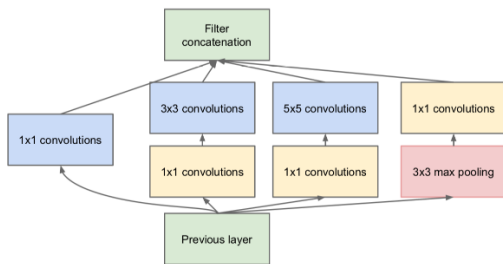 Filter
concatenation
3x3 convolutions
5x5 convolutions
1x1 convolutions
1x1 convolutions
1x1 convolutions
1x1 convolutions
3x3 max pooling
Previous layer